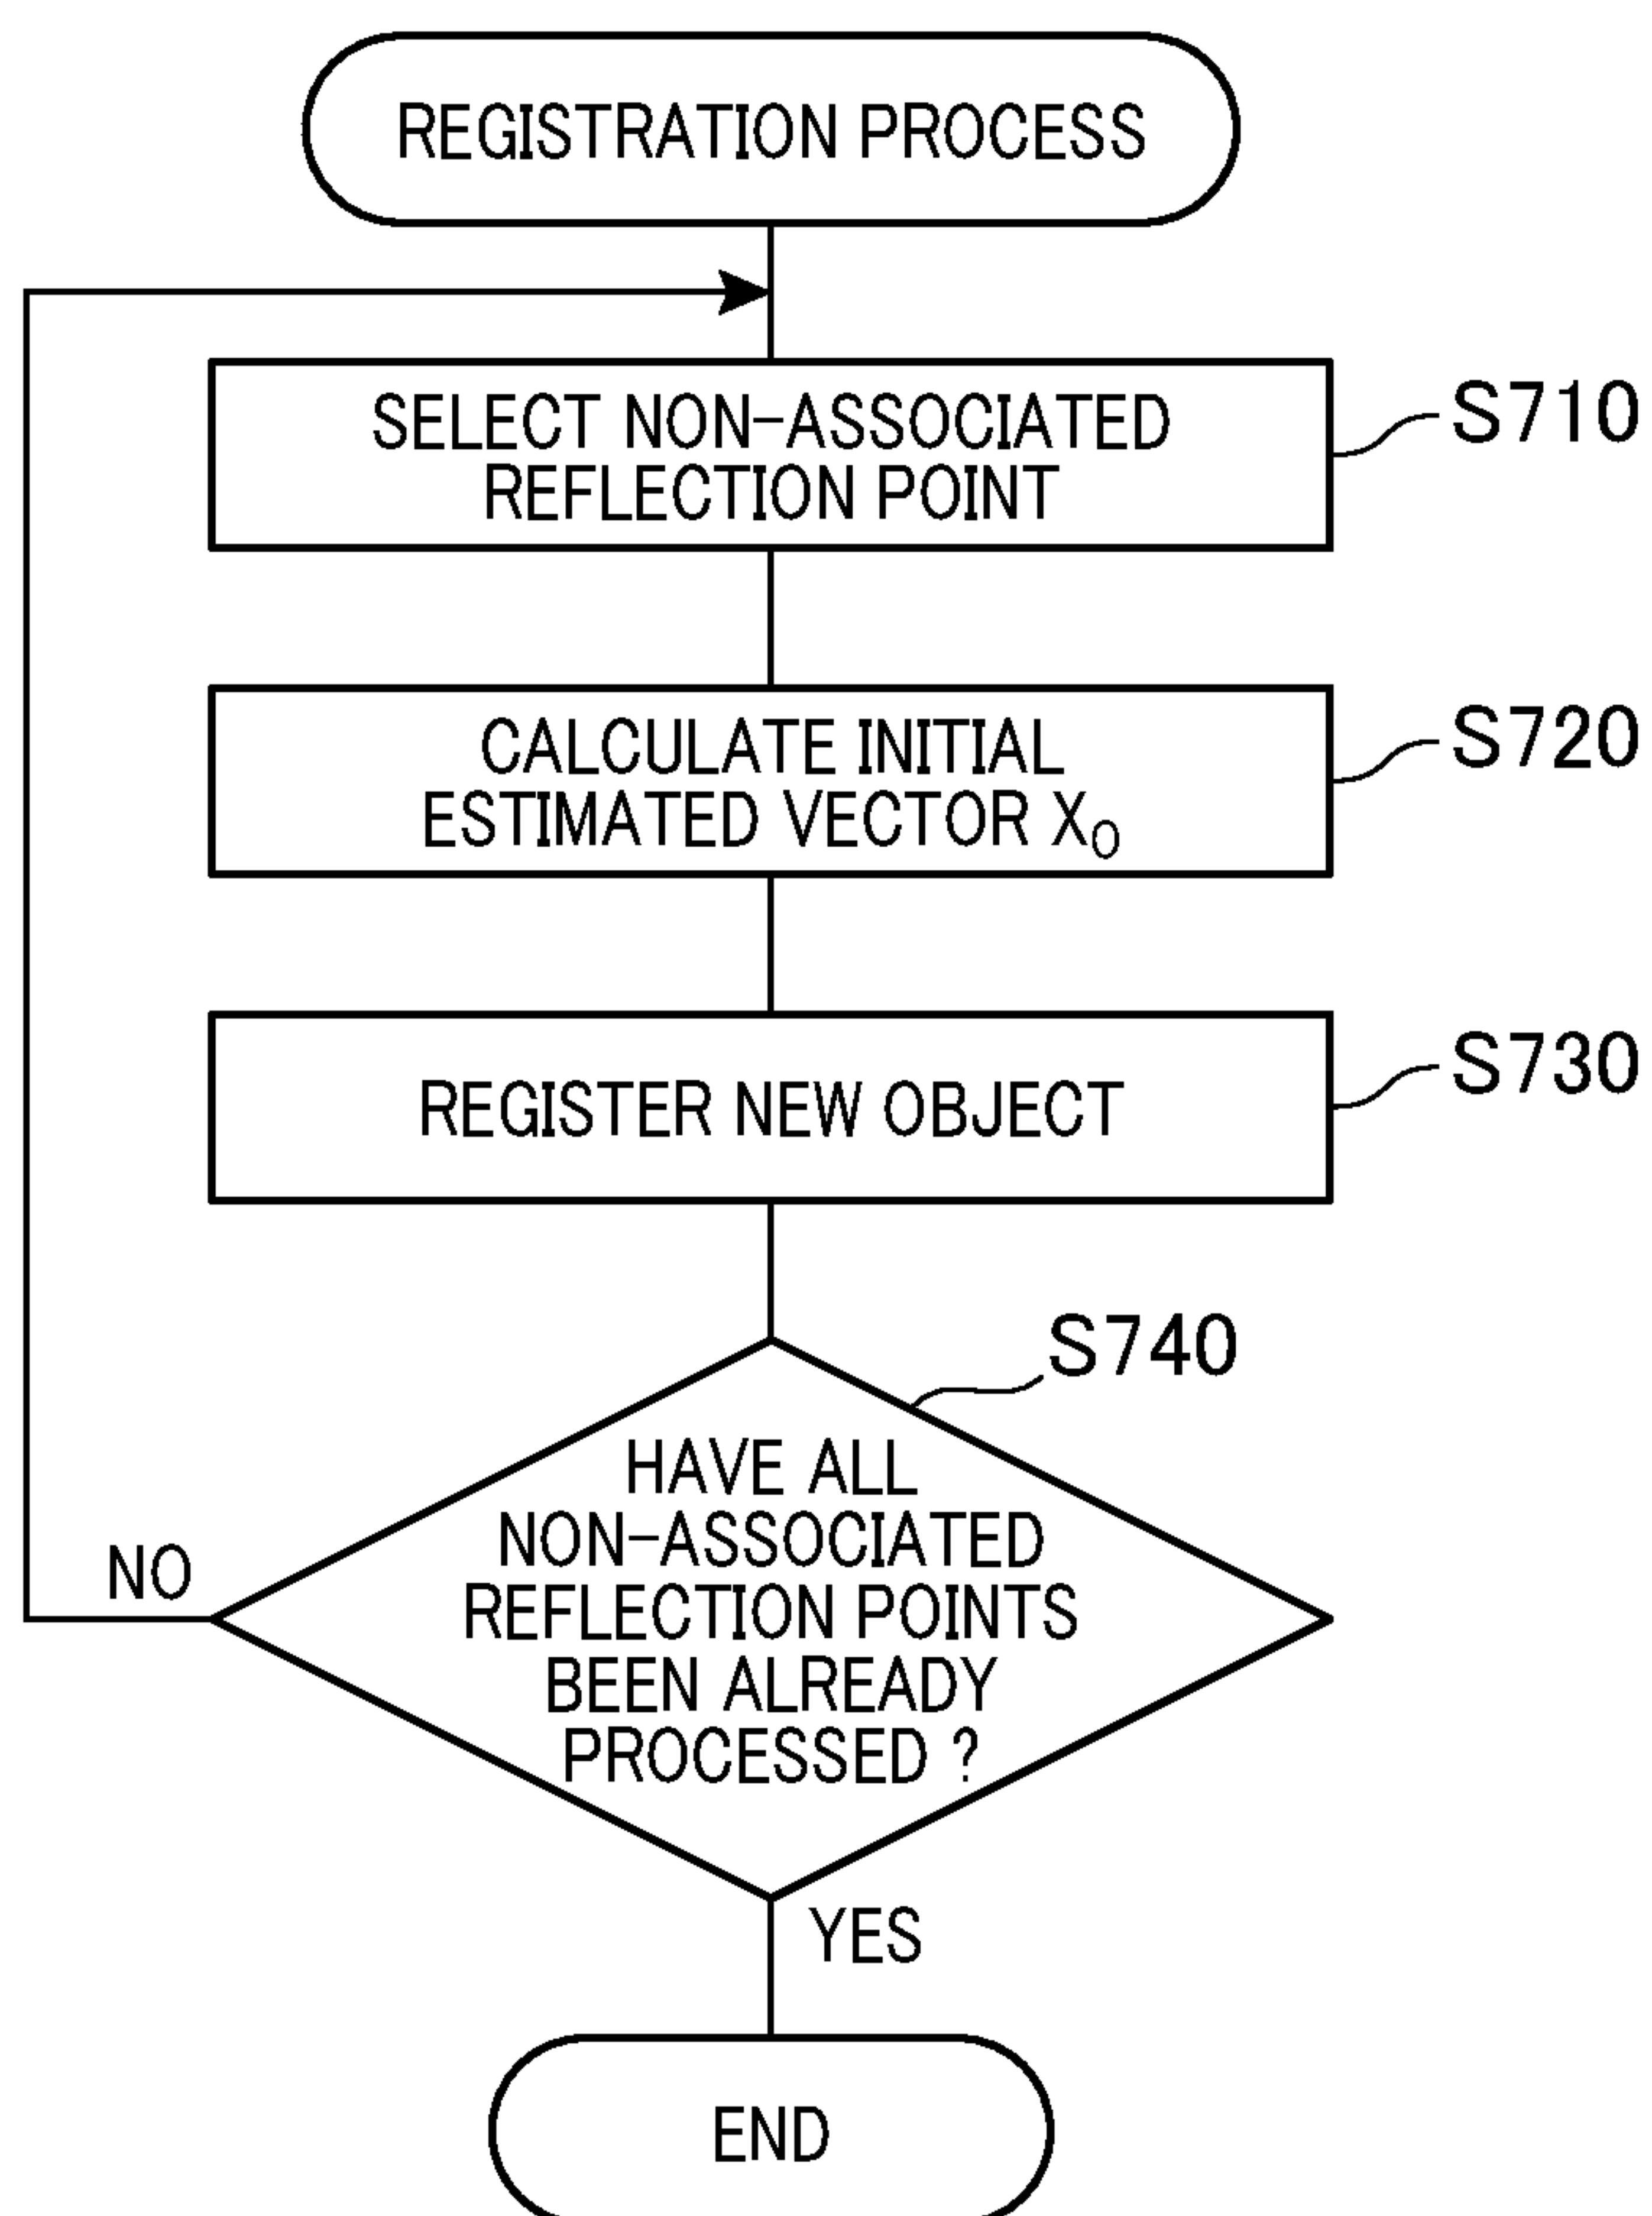 REGISTRATION PROCESS
SELECT NON-ASSOCIATED
REFLECTION POINT
S710
CALCULATE INITIAL
ESTIMATED VECTOR X₀
S720
REGISTER NEW OBJECT
S730
S740
HAVE ALL
NON-ASSOCIATED
REFLECTION POINTS
BEEN ALREADY
PROCESSED ?
NO
YES
END